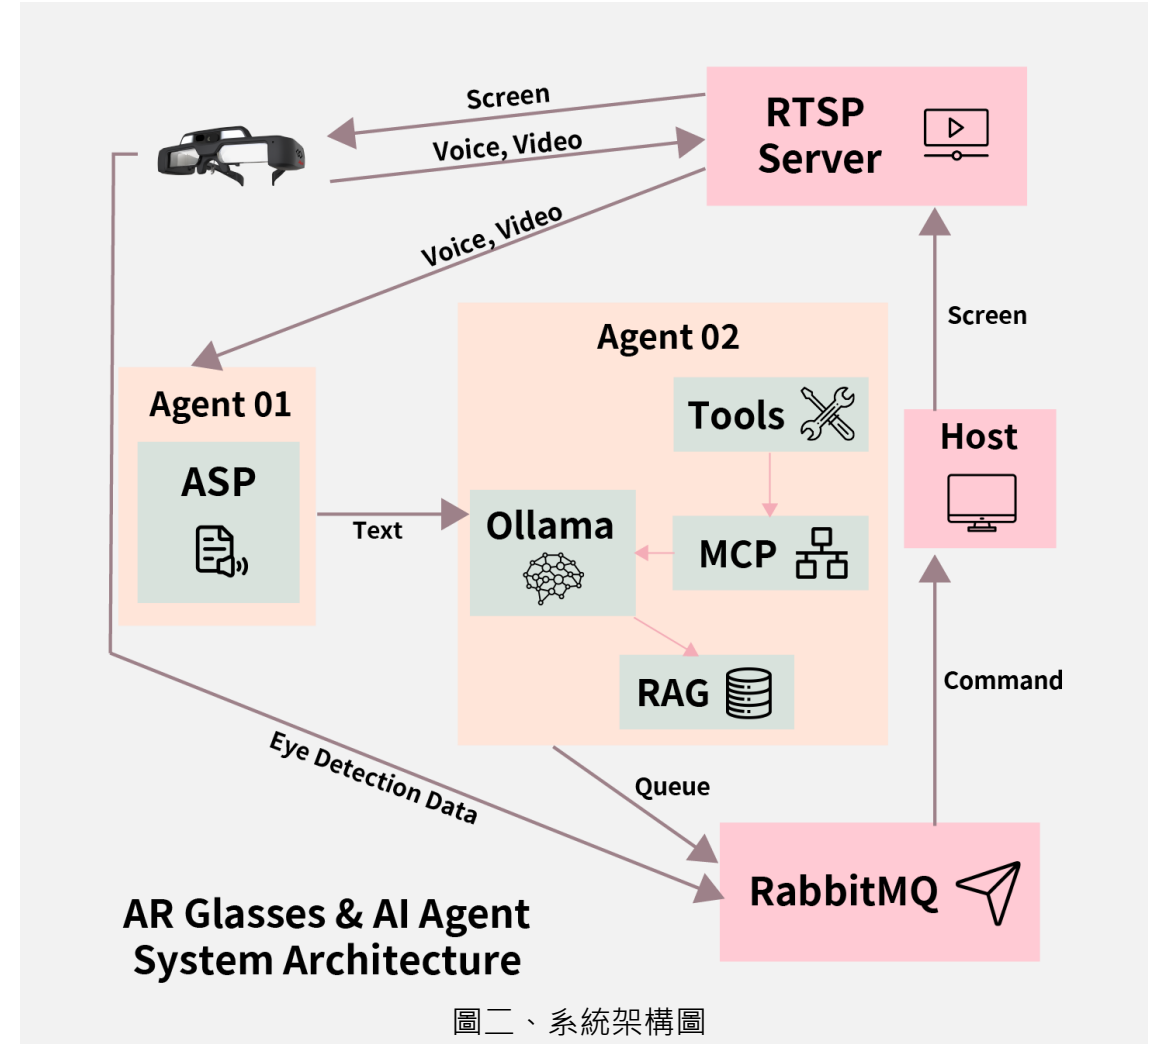 Screen
Voice, Video
RTSP
Server
Voice, Video
Screen
Agent 01
ASP
Text
Agent 02
Tools
Ollama
MCP
RAG
Host
Command
Eye Detection Data
Queue
RabbitMQ
AR Glasses & AI Agent
System Architecture
圖二、系統架構圖